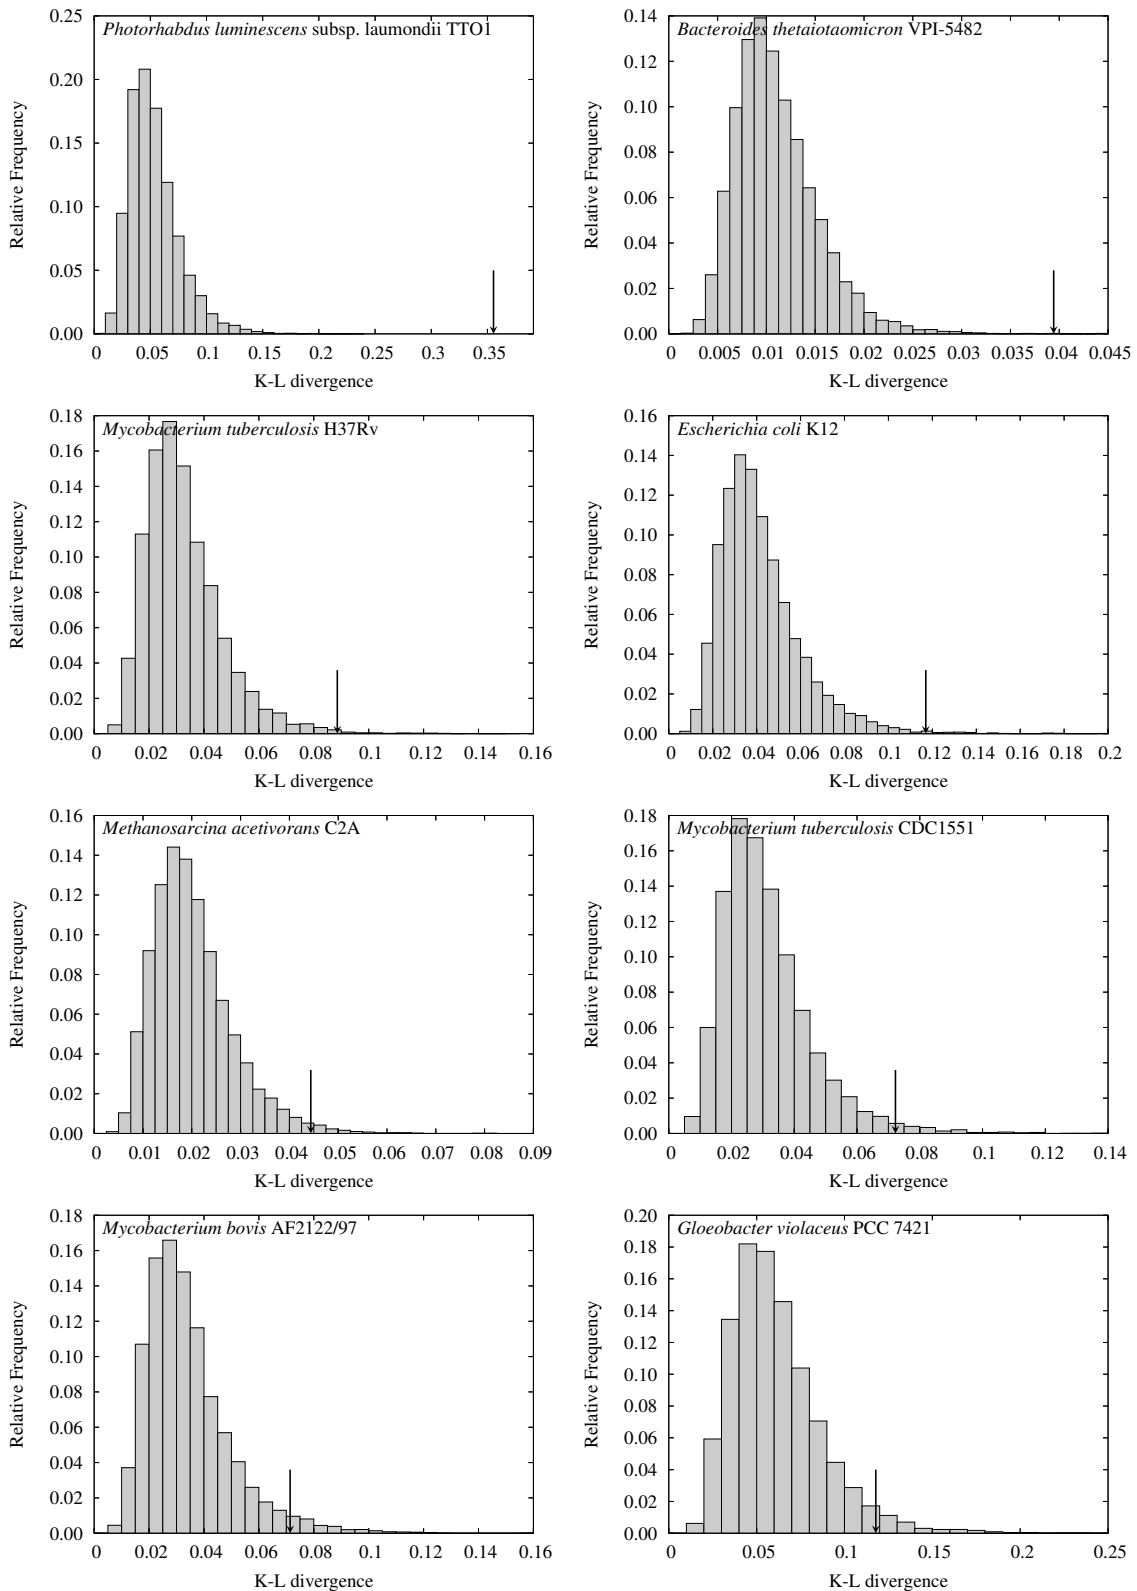 Photorhabdus luminescens subsp. laumondii TTO1
Relative Frequency
0.25
0.20
0.15
0.10
0.05
0.00
0 0.05 0.1 0.15 0.2 0.25 0.3 0.35
K-L divergence
Bacteroides thetaiotaomicron VPI-5482
Relative Frequency
0.14
0.12
0.10
0.08
0.06
0.04
0.02
0.00
0 0.005 0.01 0.015 0.02 0.025 0.03 0.035 0.04 0.045
K-L divergence
Mycobacterium tuberculosis H37Rv
Relative Frequency
0.18
0.16
0.14
0.12
0.10
0.08
0.06
0.04
0.02
0.00
0 0.02 0.04 0.06 0.08 0.1 0.12 0.14 0.16
K-L divergence
Escherichia coli K12
Relative Frequency
0.16
0.14
0.12
0.10
0.08
0.06
0.04
0.02
0.00
0 0.02 0.04 0.06 0.08 0.1 0.12 0.14 0.16 0.18 0.2
K-L divergence
Methanosarcina acetivorans C2A
Relative Frequency
0.16
0.14
0.12
0.10
0.08
0.06
0.04
0.02
0.00
0 0.01 0.02 0.03 0.04 0.05 0.06 0.07 0.08 0.09
K-L divergence
Mycobacterium tuberculosis CDC1551
Relative Frequency
0.18
0.16
0.14
0.12
0.10
0.08
0.06
0.04
0.02
0.00
0 0.02 0.04 0.06 0.08 0.1 0.12 0.14
K-L divergence
Mycobacterium bovis AF2122/97
Relative Frequency
0.18
0.16
0.14
0.12
0.10
0.08
0.06
0.04
0.02
0.00
0 0.02 0.04 0.06 0.08 0.1 0.12 0.14 0.16
K-L divergence
Gloeobacter violaceus PCC 7421
Relative Frequency
0.20
0.18
0.16
0.14
0.12
0.10
0.08
0.06
0.04
0.02
0.00
0 0.05 0.1 0.15 0.2 0.25
K-L divergence